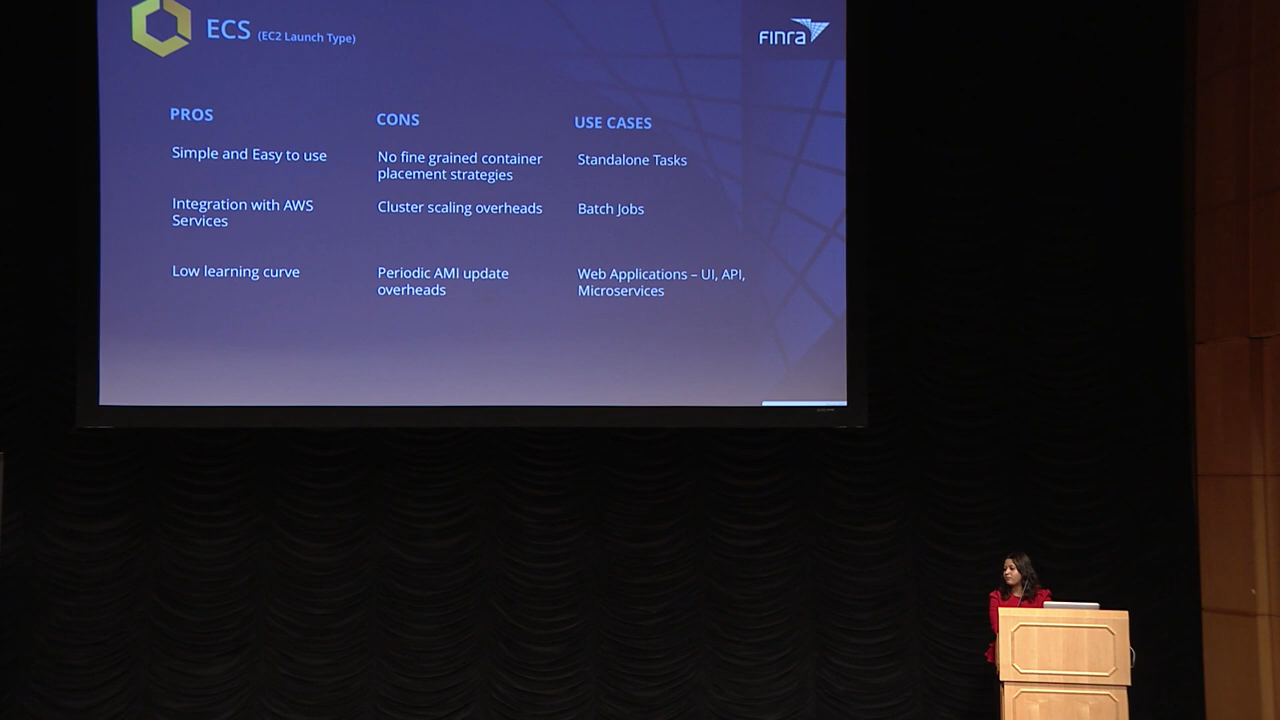 ECS (EC2 Launch Type)
finra
PROS
CONS
USE CASES
Simple and Easy to use
No fine grained container
placement strategies
Standalone Tasks
Integration with AWS
Services
Cluster scaling overheads
Batch Jobs
Low learning curve
Periodic AMI update
overheads
Web Applications – UI, API,
Microservices